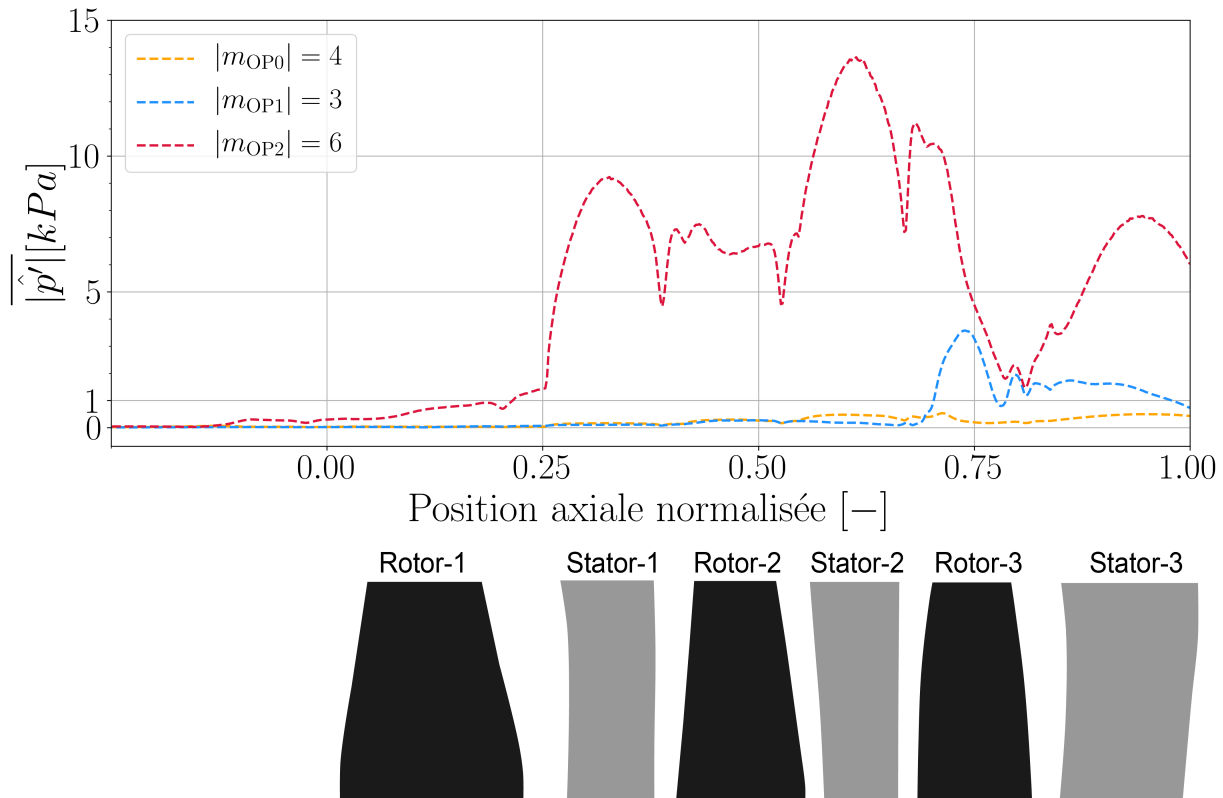 15
10
5
1
0
|p̂′|[kPa]
|m_OP0| = 4
|m_OP1| = 3
|m_OP2| = 6
0.00 0.25 0.50 0.75 1.00
Position axiale normalisée [−]
Rotor-1 Stator-1 Rotor-2 Stator-2 Rotor-3 Stator-3